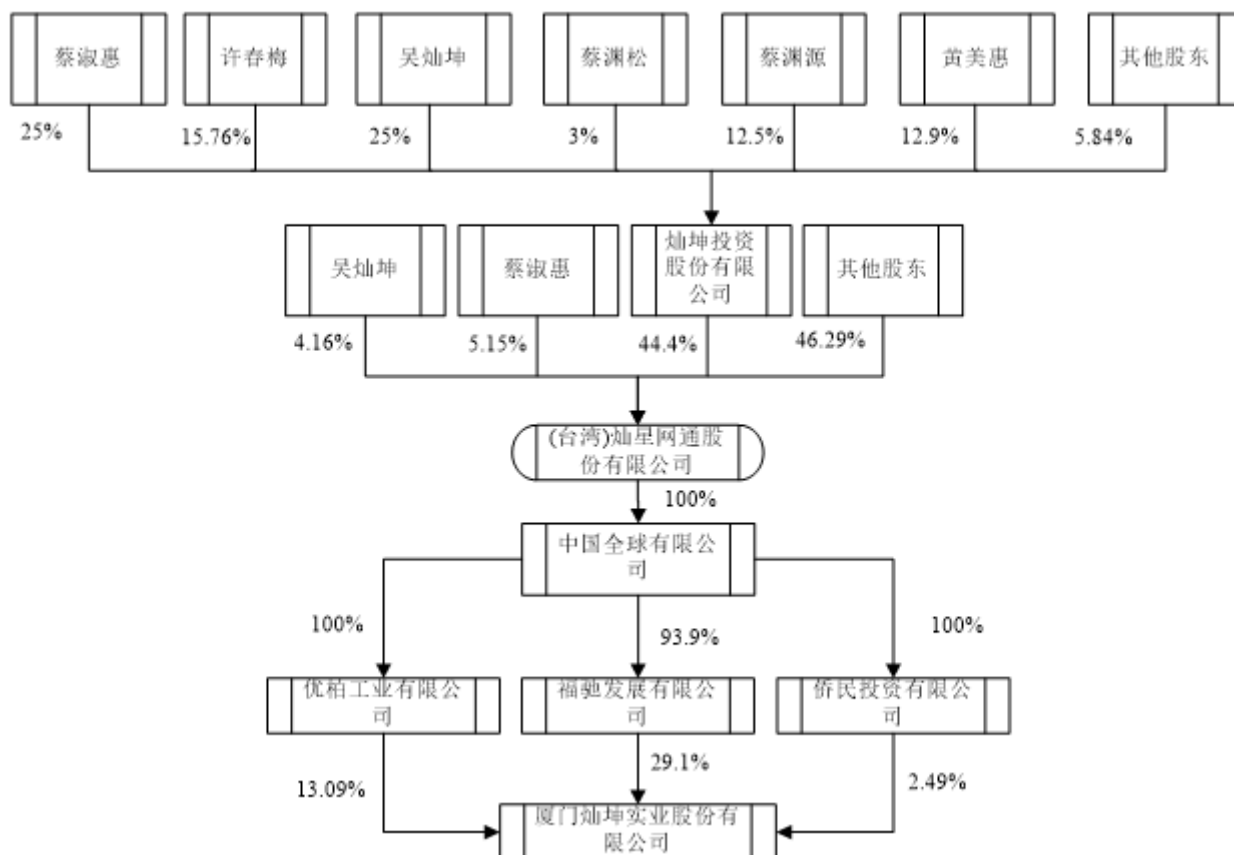 蔡淑惠
许春梅
吴灿坤
蔡渊松
蔡渊源
黄美惠
其他股东
25%
15.76%
25%
3%
12.5%
12.9%
5.84%
吴灿坤
蔡淑惠
灿坤投资
股份有限
公司
其他股东
4.16%
5.15%
44.4%
46.29%
(台湾)灿星网通股
份有限公司
100%
中国全球有限公
司
100%
93.9%
100%
优柏工业有限公
司
福驰发展有限公
司
侨民投资有限公
司
13.09%
29.1%
2.49%
厦门灿坤实业股份有
限公司